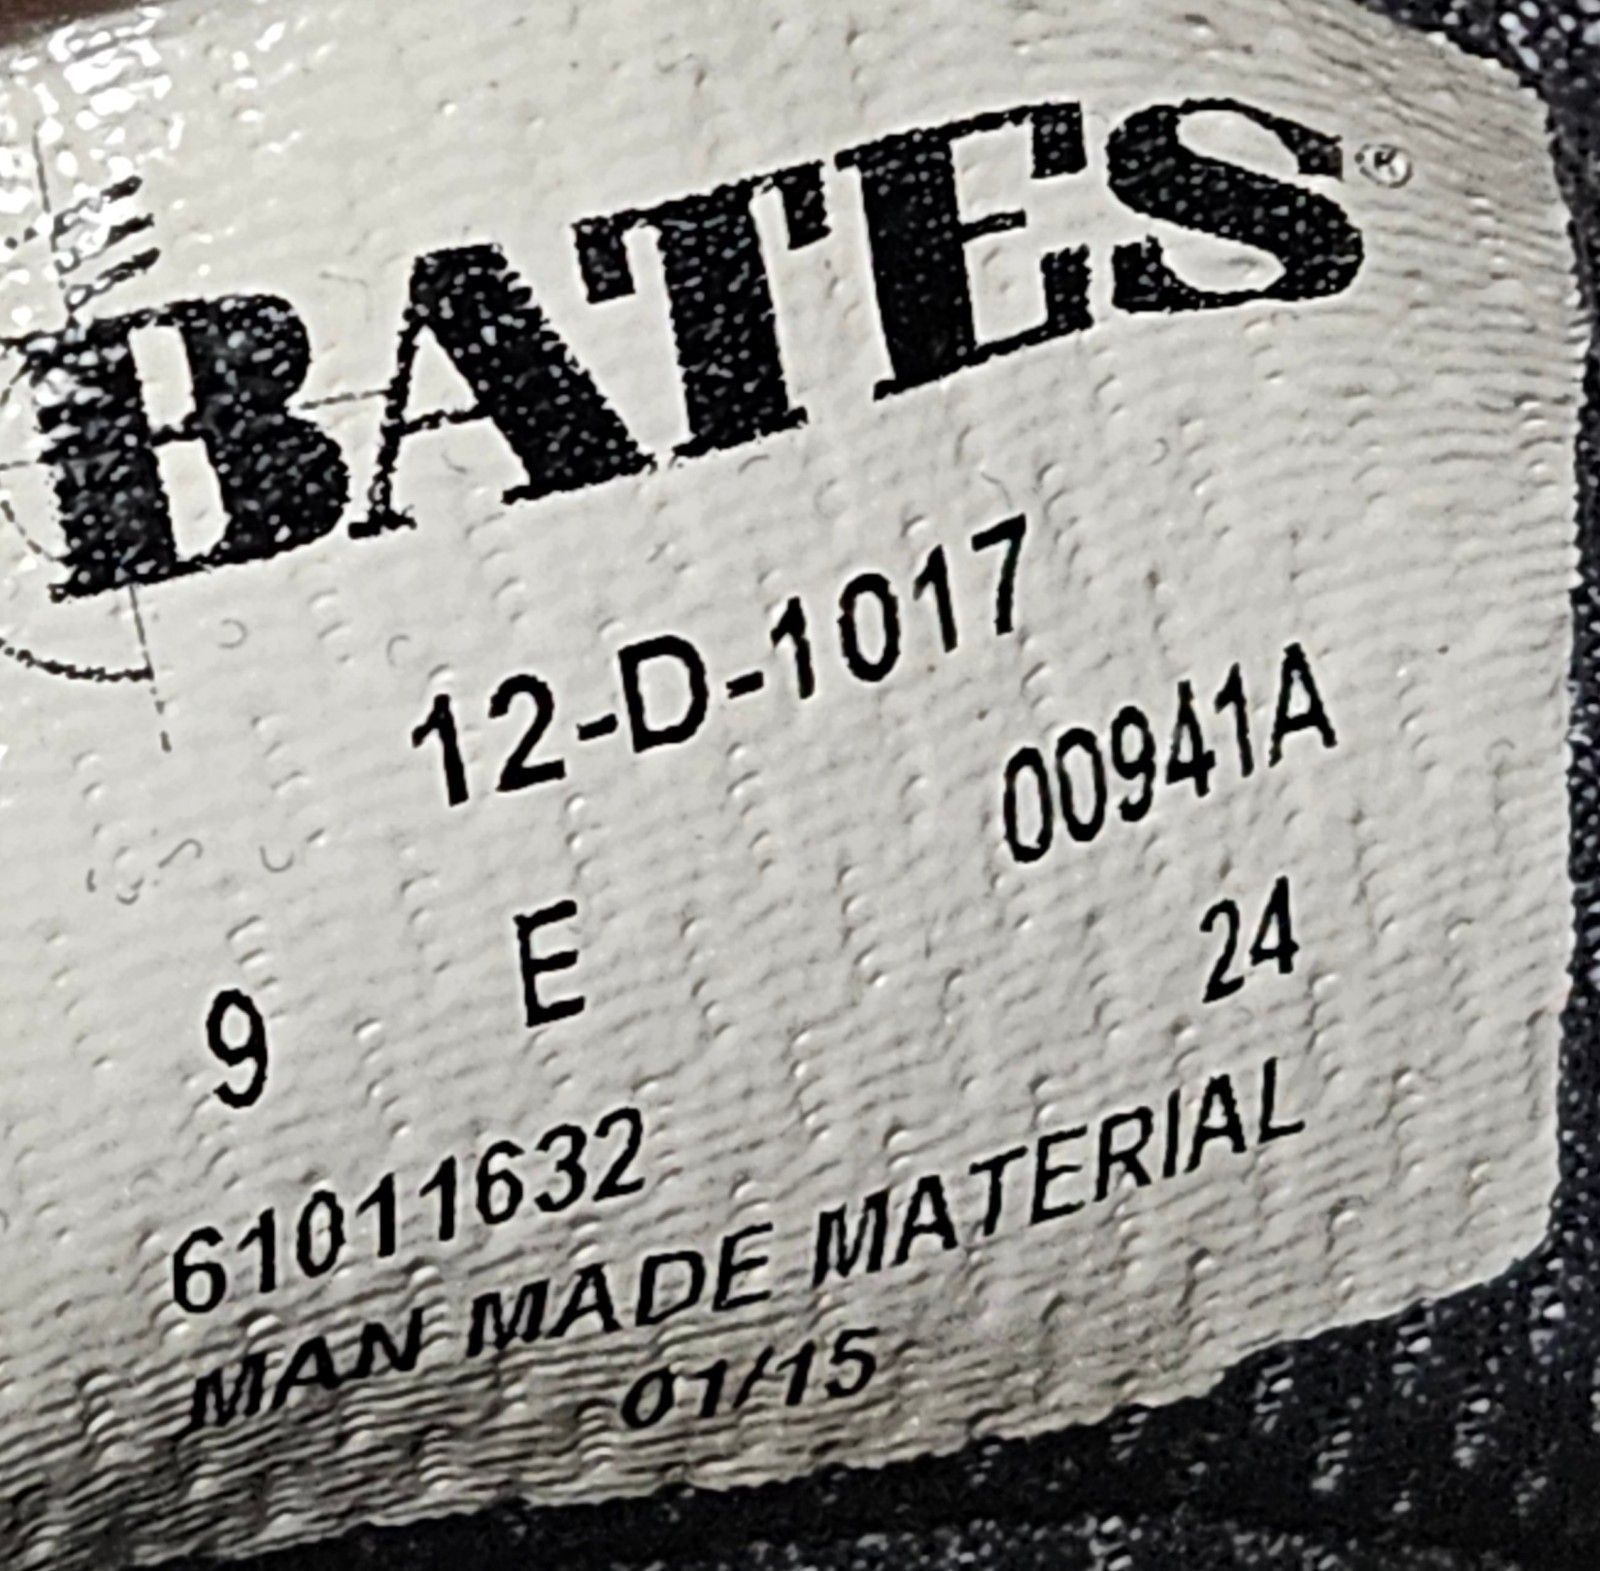 BATES®
12-D-1017
00941A
9 E 24
61011632
MAN MADE MATERIAL
01/15